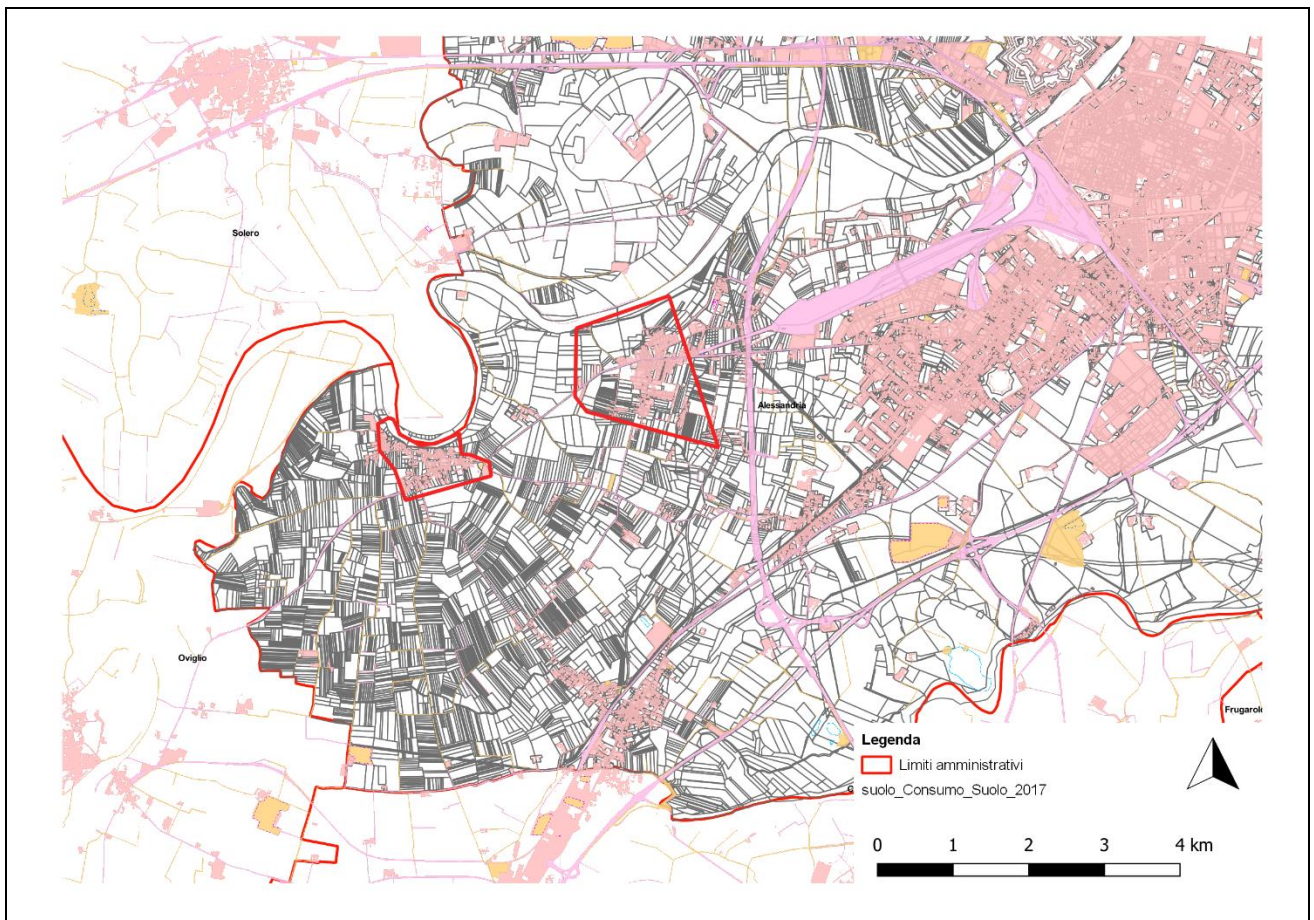 Solero
Alessandria
Oviglio
Frugarolo
Legenda
Limiti amministrativi
suolo_Consumo_Suolo_2017
0 1 2 3 4 km